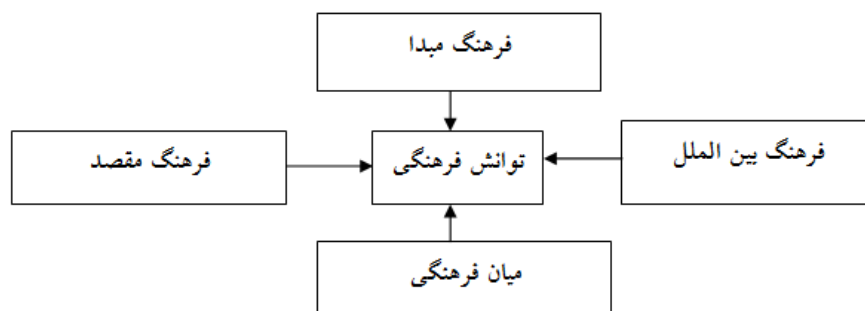 فرهنگ مبدا
فرهنگ بین الملل
توانش فرهنگی
فرهنگ مقصد
میان فرهنگی